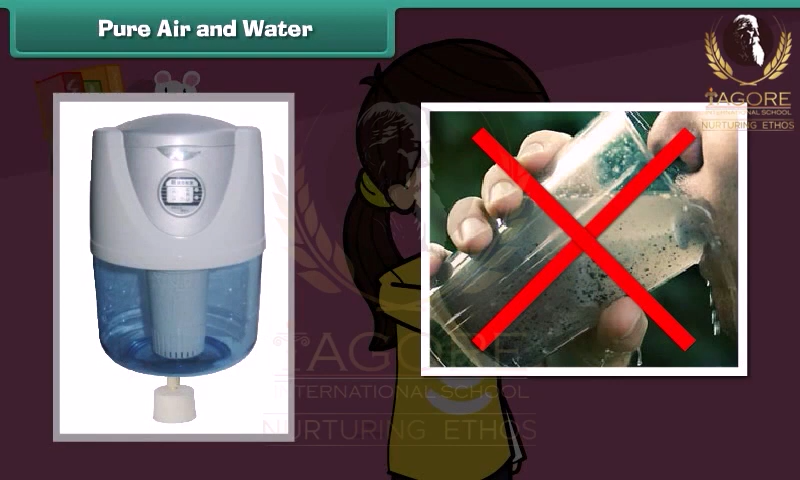 Pure Air and Water
TAGORE
INTERNATIONAL SCHOOL
NURTURING ETHOS
TAGORE
INTERNATIONAL SCHOOL
NURTURING ETHOS